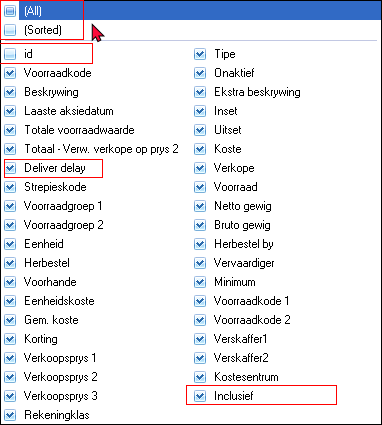 (All)
(Sorted)
id
Voorraadkode
Beskrywing
Laaste aksiedatum
Totale voorraadwaarde
Totaal - Verw. verkope op prys 2
Deliver delay
Strepieskode
Voorraadgroep 1
Voorraadgroep 2
Eenheid
Herbestel
Voorhande
Eenheidskoste
Gem. koste
Korting
Verkoopsprys 1
Verkoopsprys 2
Verkoopsprys 3
Rekeningklas
Tipe
Onaktief
Ekstra beskrywing
Inset
Uitset
Koste
Verkope
Voorraad
Netto gewig
Bruto gewig
Herbestel by
Vervaardiger
Minimum
Voorraadkode 1
Voorraadkode 2
Verskaffer1
Verskaffer2
Kostesentrum
Inclusief